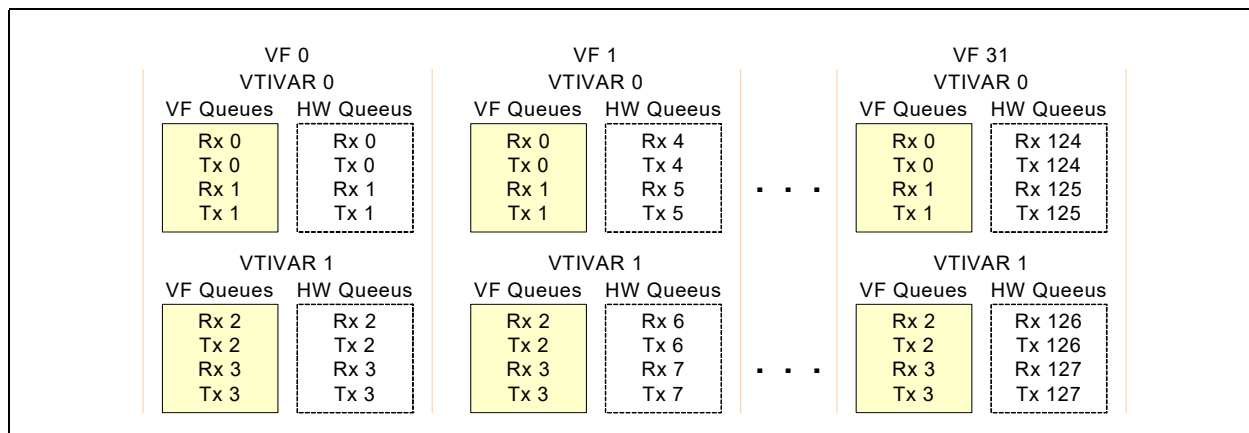 VF 0
VTIVAR 0
VF Queues HW Queeus
Rx 0 Rx 0
Tx 0 Tx 0
Rx 1 Rx 1
Tx 1 Tx 1
VTIVAR 1
VF Queues HW Queeus
Rx 2 Rx 2
Tx 2 Tx 2
Rx 3 Rx 3
Tx 3 Tx 3
VF 1
VTIVAR 0
VF Queues HW Queeus
Rx 0 Rx 4
Tx 0 Tx 4
Rx 1 Rx 5
Tx 1 Tx 5
VTIVAR 1
VF Queues HW Queeus
Rx 2 Rx 6
Tx 2 Tx 6
Rx 3 Rx 7
Tx 3 Tx 7
. . .
. . .
VF 31
VTIVAR 0
VF Queues HW Queeus
Rx 0 Rx 124
Tx 0 Tx 124
Rx 1 Rx 125
Tx 1 Tx 125
VTIVAR 1
VF Queues HW Queeus
Rx 2 Rx 126
Tx 2 Tx 126
Rx 3 Rx 127
Tx 3 Tx 127